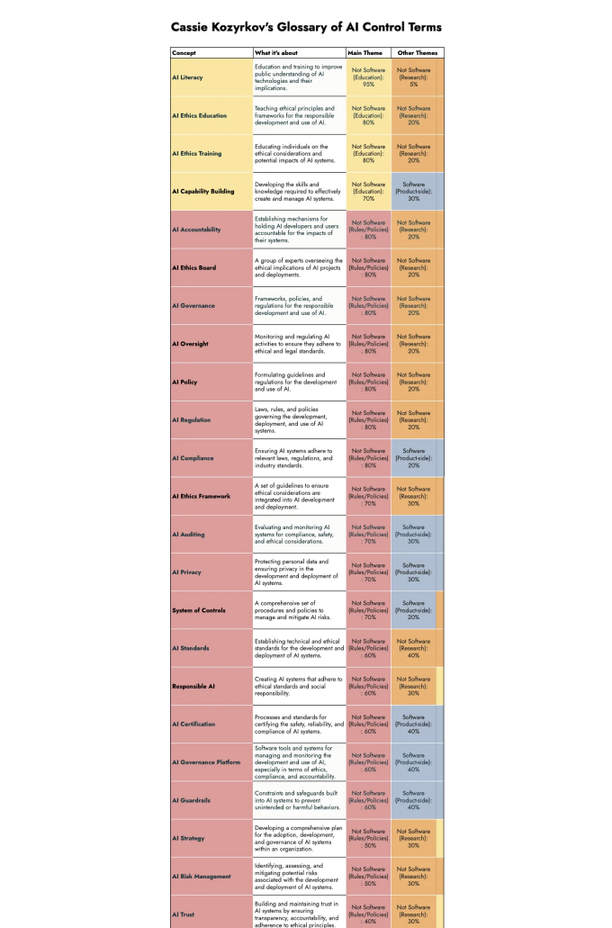 Cassie Kozyrkov's Glossary of AI Control Terms
Concept What it's about Main Theme Other Themes
AI Literacy
Education and training to improve
public understanding of AI
technologies and their
implications.
Not Software
(Education):
95%
Not Software
(Research):
5%
AI Ethics Education
Teaching ethical principles and
frameworks for the responsible
development and use of AI.
Not Software
(Education):
80%
Not Software
(Research):
20%
AI Ethics Training
Educating individuals on the
ethical considerations and
potential impacts of AI systems.
Not Software
(Education):
80%
Not Software
(Research):
20%
AI Capability Building
Developing the skills and
knowledge required to effectively
create and manage AI systems.
Not Software
(Education):
70%
Software
(Product-side):
30%
AI Accountability
Establishing mechanisms for
holding AI developers and users
accountable for the impacts of
their systems.
Not Software
(Rules/Policies)
: 80%
Not Software
(Research):
20%
AI Ethics Board
A group of experts overseeing the
ethical implications of AI projects
and deployments.
Not Software
(Rules/Policies)
: 80%
Not Software
(Research):
20%
AI Governance
Frameworks, policies, and
regulations for the responsible
development and use of AI.
Not Software
(Rules/Policies)
: 80%
Not Software
(Research):
20%
AI Oversight
Monitoring and regulating AI
activities to ensure they adhere to
ethical and legal standards.
Not Software
(Rules/Policies)
: 80%
Not Software
(Research):
20%
AI Policy
Formulating guidelines and
regulations for the development
and use of AI.
Not Software
(Rules/Policies)
: 80%
Not Software
(Research):
20%
AI Regulation
Laws, rules, and policies
governing the development,
deployment, and use of AI
systems.
Not Software
(Rules/Policies)
: 80%
Not Software
(Research):
20%
AI Compliance
Ensuring AI systems adhere to
relevant laws, regulations, and
industry standards.
Not Software
(Rules/Policies)
: 80%
Software
(Product-side):
20%
AI Ethics Framework
A set of guidelines to ensure
ethical considerations are
integrated into AI development
and deployment.
Not Software
(Rules/Policies)
: 70%
Not Software
(Research):
30%
AI Auditing
Evaluating and monitoring AI
systems for compliance, safety,
and ethical considerations.
Not Software
(Rules/Policies)
: 70%
Software
(Product-side):
30%
AI Privacy
Protecting personal data and
ensuring privacy in the
development and deployment of
AI systems.
Not Software
(Rules/Policies)
: 70%
Software
(Product-side):
30%
System of Controls
A comprehensive set of
procedures and policies to
manage and mitigate AI risks.
Not Software
(Rules/Policies)
: 70%
Software
(Product-side):
20%
AI Standards
Establishing technical and ethical
standards for the development and
deployment of AI systems.
Not Software
(Rules/Policies)
: 60%
Not Software
(Research):
40%
Responsible AI
Creating AI systems that adhere to
ethical standards and social
responsibility.
Not Software
(Rules/Policies)
: 60%
Not Software
(Research):
30%
AI Certification
Processes and standards for
certifying the safety, reliability, and
compliance of AI systems.
Not Software
(Rules/Policies)
: 60%
Software
(Product-side):
40%
AI Governance Platform
Software tools and systems for
managing and monitoring the
development and use of AI,
especially in terms of ethics,
compliance, and accountability.
Not Software
(Rules/Policies)
: 60%
Software
(Product-side):
40%
AI Guardrails
Constraints and safeguards built
into AI systems to prevent
unintended or harmful behaviors.
Not Software
(Rules/Policies)
: 60%
Software
(Product-side):
40%
AI Strategy
Developing a comprehensive plan
for the adoption, development,
and governance of AI systems
within an organization.
Not Software
(Rules/Policies)
: 50%
Not Software
(Research):
30%
AI Risk Management
Identifying, assessing, and
mitigating potential risks
associated with the development
and deployment of AI systems.
Not Software
(Rules/Policies)
: 50%
Not Software
(Research):
30%
AI Trust
Building and maintaining trust in
AI systems by ensuring
transparency, accountability, and
adherence to ethical principles.
Not Software
(Rules/Policies)
: 40%
Not Software
(Research):
30%